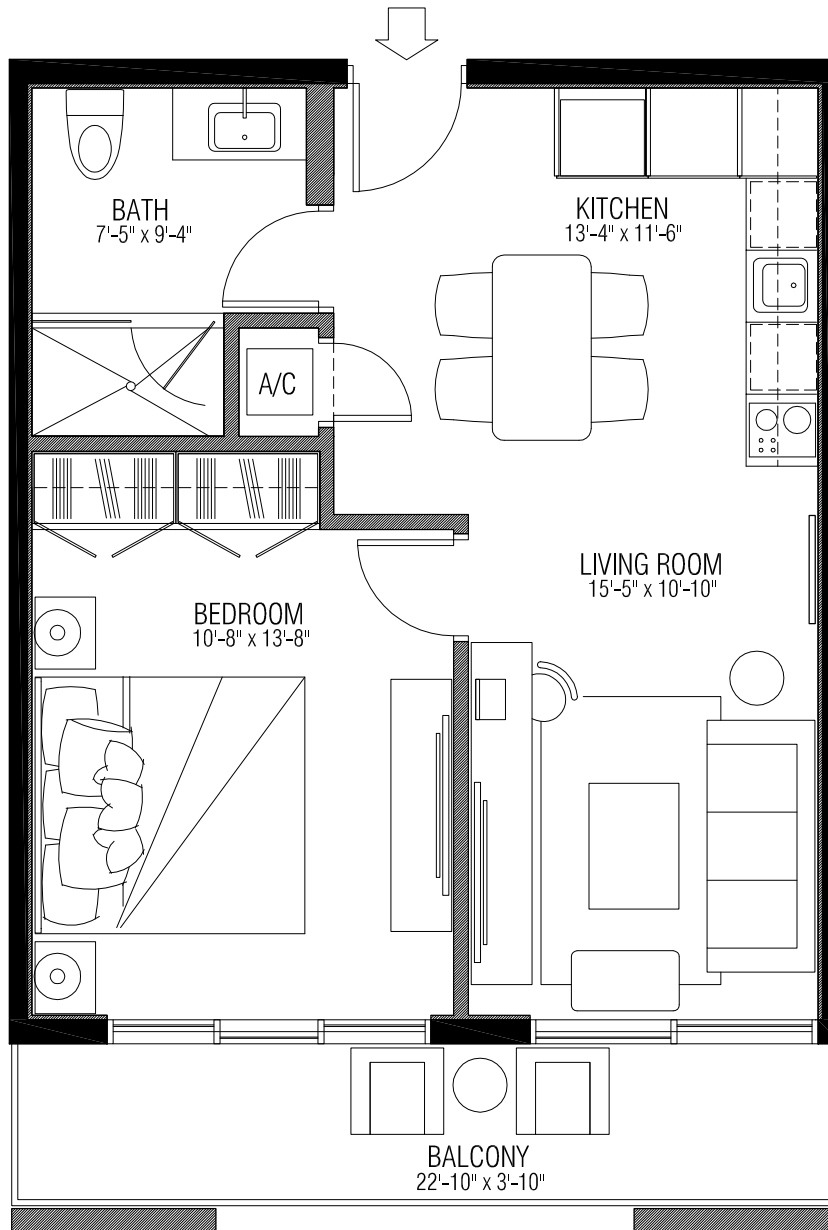 BATH
7'-5" x 9'-4"
KITCHEN
13'-4" x 11'-6"
A/C
LIVING ROOM
15'-5" x 10'-10"
BEDROOM
10'-8" x 13'-8"
BALCONY
22'-10" x 3'-10"